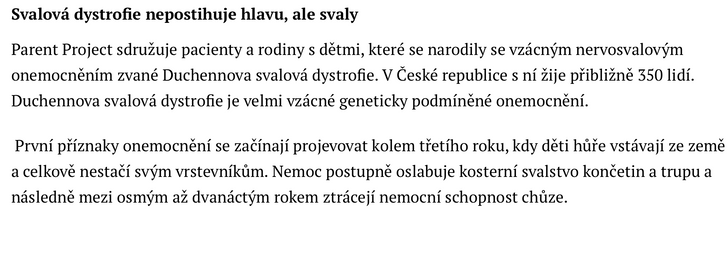 Svalová dystrofie nepostihuje hlavu, ale svaly
Parent Project sdružuje pacienty a rodiny s dětmi, které se narodily se vzácným nervosvalovým
onemocněním zvané Duchennova svalová dystrofie. V České republice s ní žije přibližně 350 lidí.
Duchennova svalová dystrofie je velmi vzácné geneticky podmíněné onemocnění.
První příznaky onemocnění se začínají projevovat kolem třetího roku, kdy děti hůře vstávají ze země
a celkově nestačí svým vrstevníkům. Nemoc postupně oslabuje kosterní svalstvo končetin a trupu a
následně mezi osmým až dvanáctým rokem ztrácejí nemocní schopnost chůze.